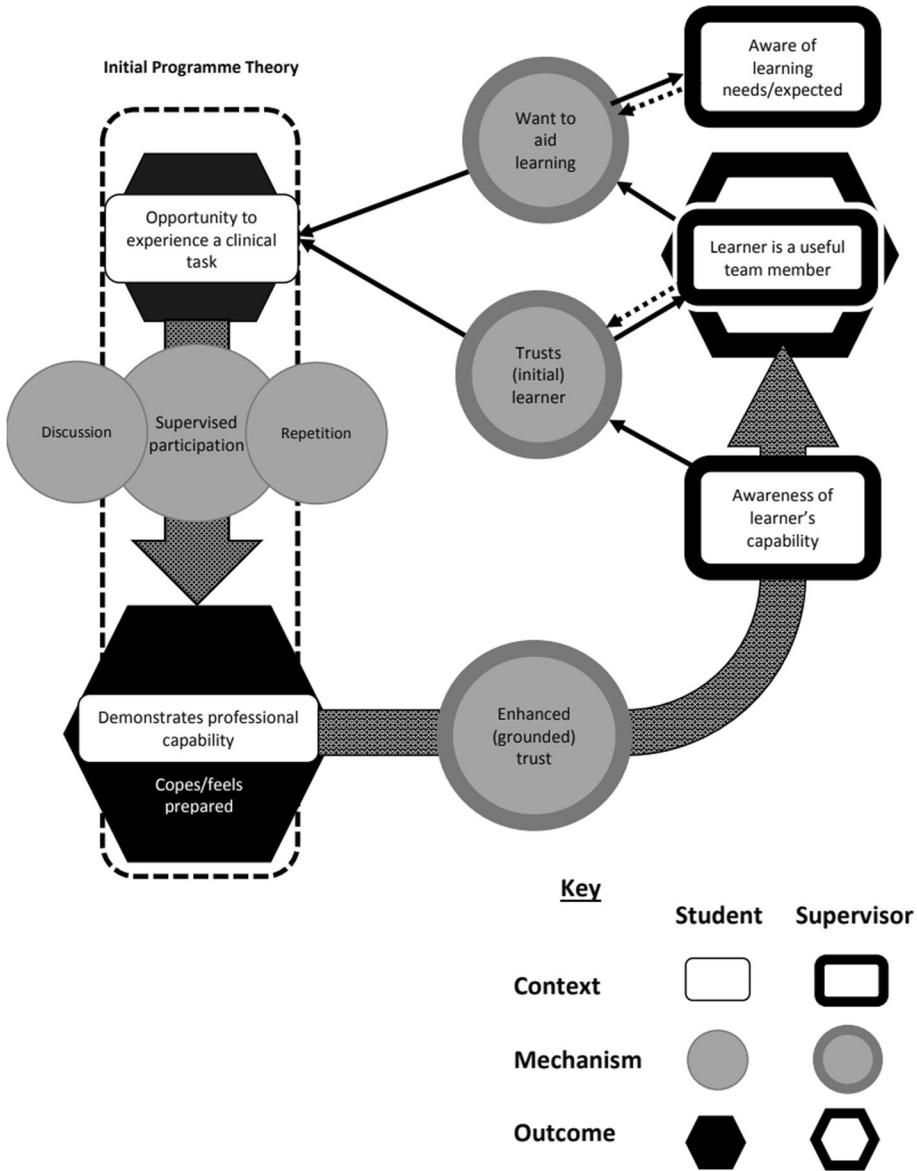 Initial Programme Theory
Opportunity to
experience a clinical
task
Discussion
Supervised
participation
Repetition
Demonstrates professional
capability
Copes/feels
prepared
Enhanced
(grounded)
trust
Want to
aid
learning
Aware of
learning
needs/expected
Learner is a useful
team member
Trusts
(initial)
learner
Awareness of
learner’s
capability
Key
Student Supervisor
Context
Mechanism
Outcome